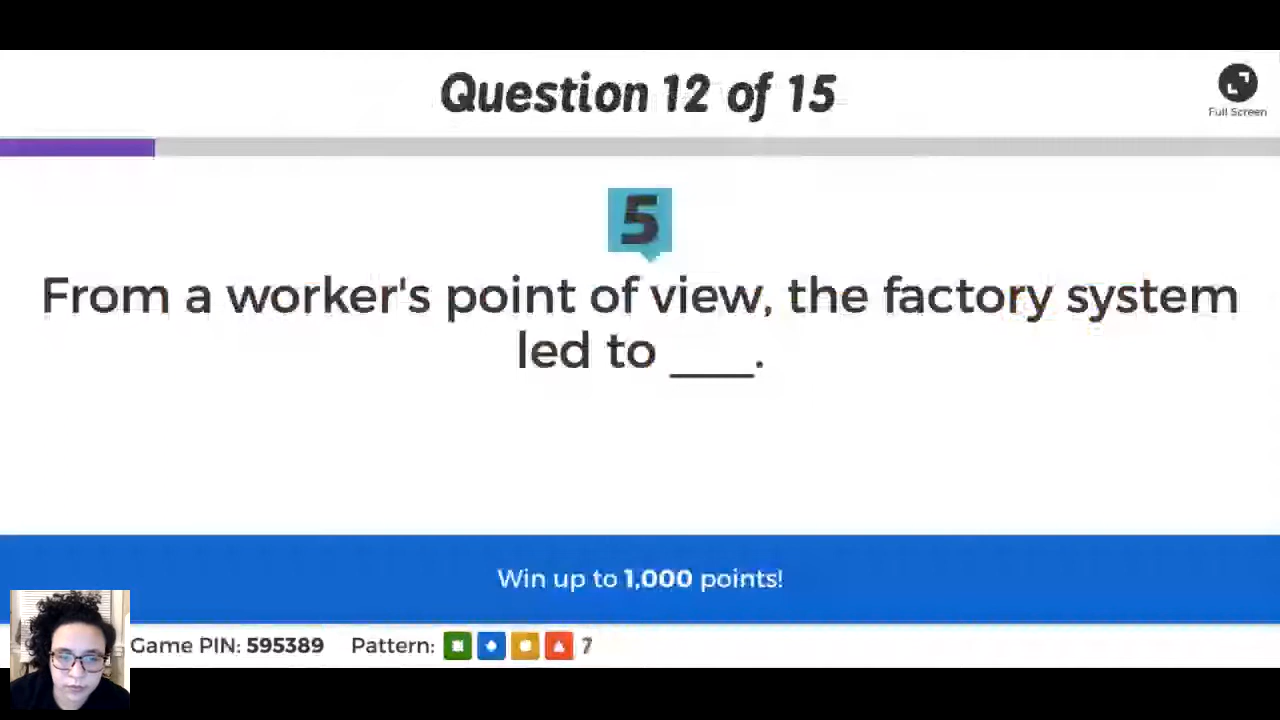 Question 12 of 15
Full Screen
5
From a worker's point of view, the factory system
led to ____.
Win up to 1,000 points!
Game PIN: 595389 Pattern: 7